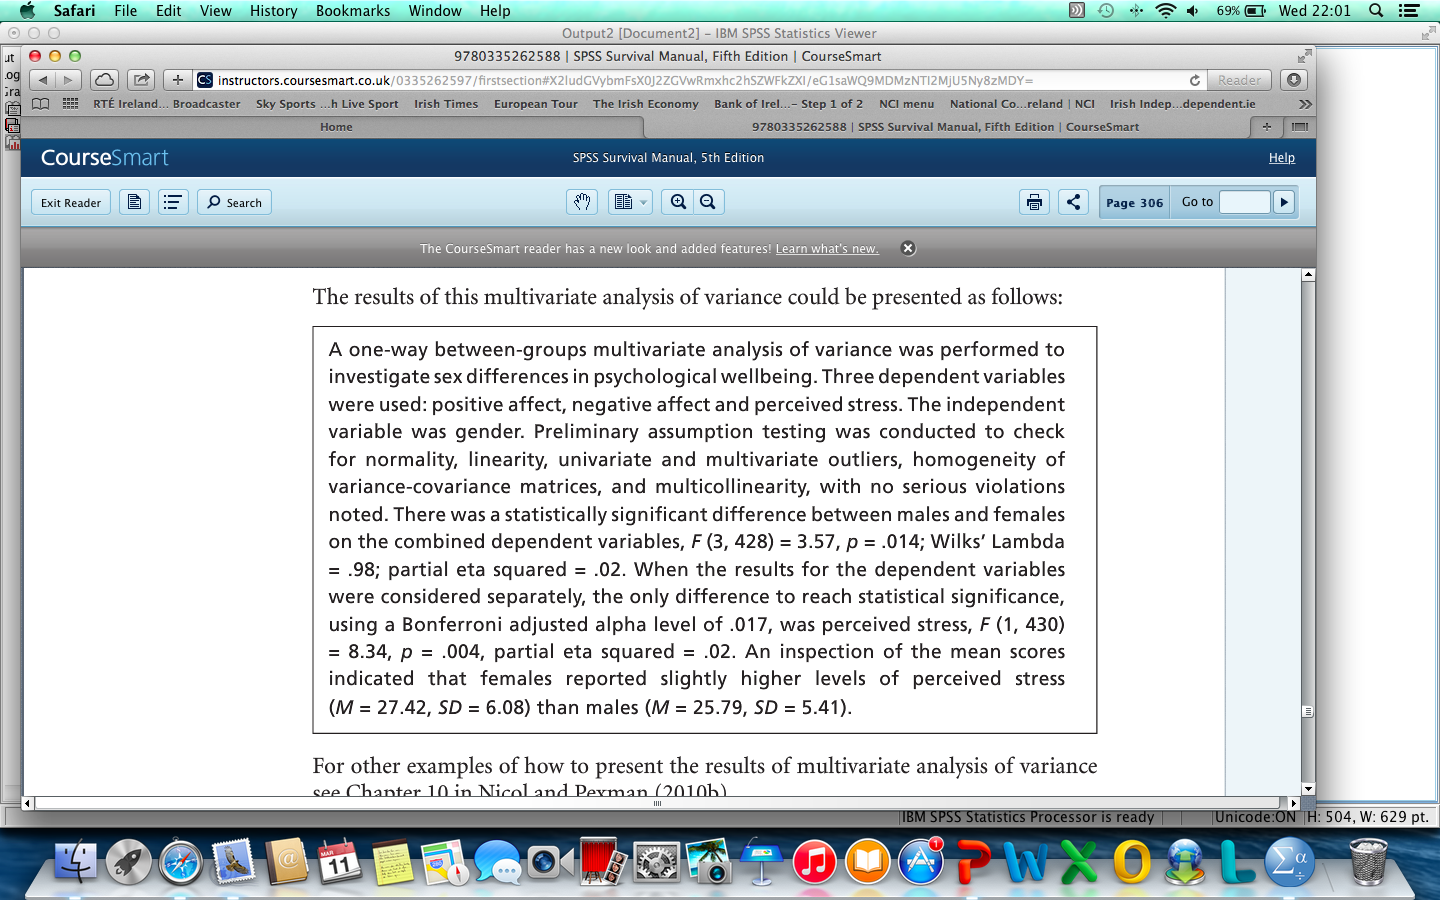 Safari File Edit View History Bookmarks Window Help 69% Wed 22:01
Output2 [Document2] – IBM SPSS Statistics Viewer
9780335262588 | SPSS Survival Manual, Fifth Edition | CourseSmart
CS instructors.coursesmart.co.uk/0335262597/firstsection#X2ludGVybmFsX0J2ZGVwRmxhc2hSZWFkZXI/eG1saWQ9MDMzNTI2MjU5Ny8zMDY= Reader
RTÉ Ireland... Broadcaster Sky Sports ...h Live Sport Irish Times European Tour The Irish Economy Bank of Irel...– Step 1 of 2 NCI menu National Co...reland | NCI Irish Indep...dependent.ie
Home 9780335262588 | SPSS Survival Manual, Fifth Edition | CourseSmart
CourseSmart SPSS Survival Manual, 5th Edition Help
Exit Reader Search Page 306 Go to
The CourseSmart reader has a new look and added features! Learn what's new.
The results of this multivariate analysis of variance could be presented as follows:
A one-way between-groups multivariate analysis of variance was performed to
investigate sex differences in psychological wellbeing. Three dependent variables
were used: positive affect, negative affect and perceived stress. The independent
variable was gender. Preliminary assumption testing was conducted to check
for normality, linearity, univariate and multivariate outliers, homogeneity of
variance-covariance matrices, and multicollinearity, with no serious violations
noted. There was a statistically significant difference between males and females
on the combined dependent variables, F (3, 428) = 3.57, p = .014; Wilks' Lambda
= .98; partial eta squared = .02. When the results for the dependent variables
were considered separately, the only difference to reach statistical significance,
using a Bonferroni adjusted alpha level of .017, was perceived stress, F (1, 430)
= 8.34, p = .004, partial eta squared = .02. An inspection of the mean scores
indicated that females reported slightly higher levels of perceived stress
(M = 27.42, SD = 6.08) than males (M = 25.79, SD = 5.41).
For other examples of how to present the results of multivariate analysis of variance
see Chapter 10 in Nicol and Pexman (2010b)
IBM SPSS Statistics Processor is ready Unicode:ON H: 504, W: 629 pt.
MAR
11
1